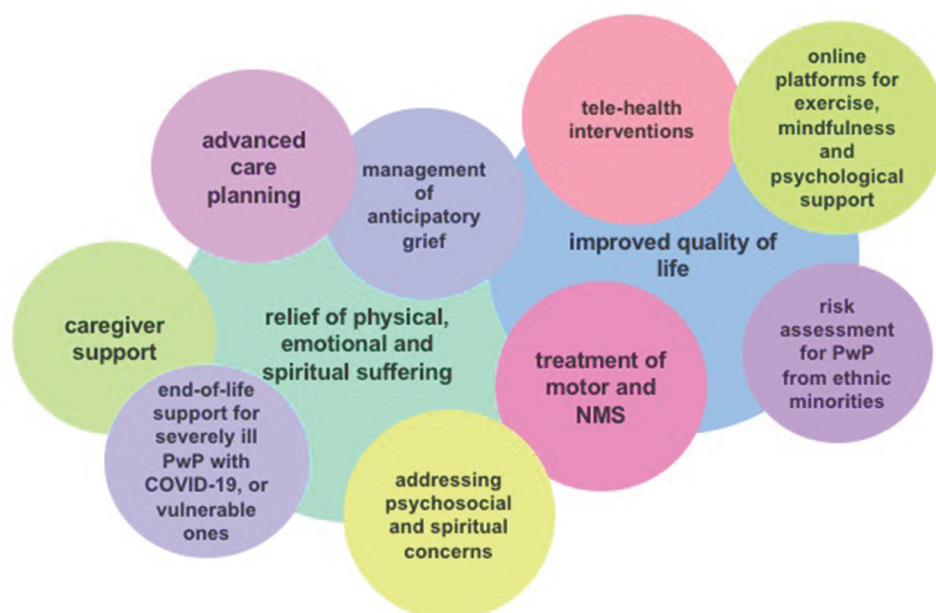 online
platforms for
exercise,
mindfulness
and
psychological
support
tele-health
interventions
advanced
care
planning
management
of
anticipatory
grief
improved quality of
life
caregiver
support
relief of physical,
emotional and
spiritual suffering
treatment of
motor and
NMS
risk
assessment
for PwP
from ethnic
minorities
end-of-life
support for
severely ill
PwP with
COVID-19, or
vulnerable
ones
addressing
psychosocial
and spiritual
concerns